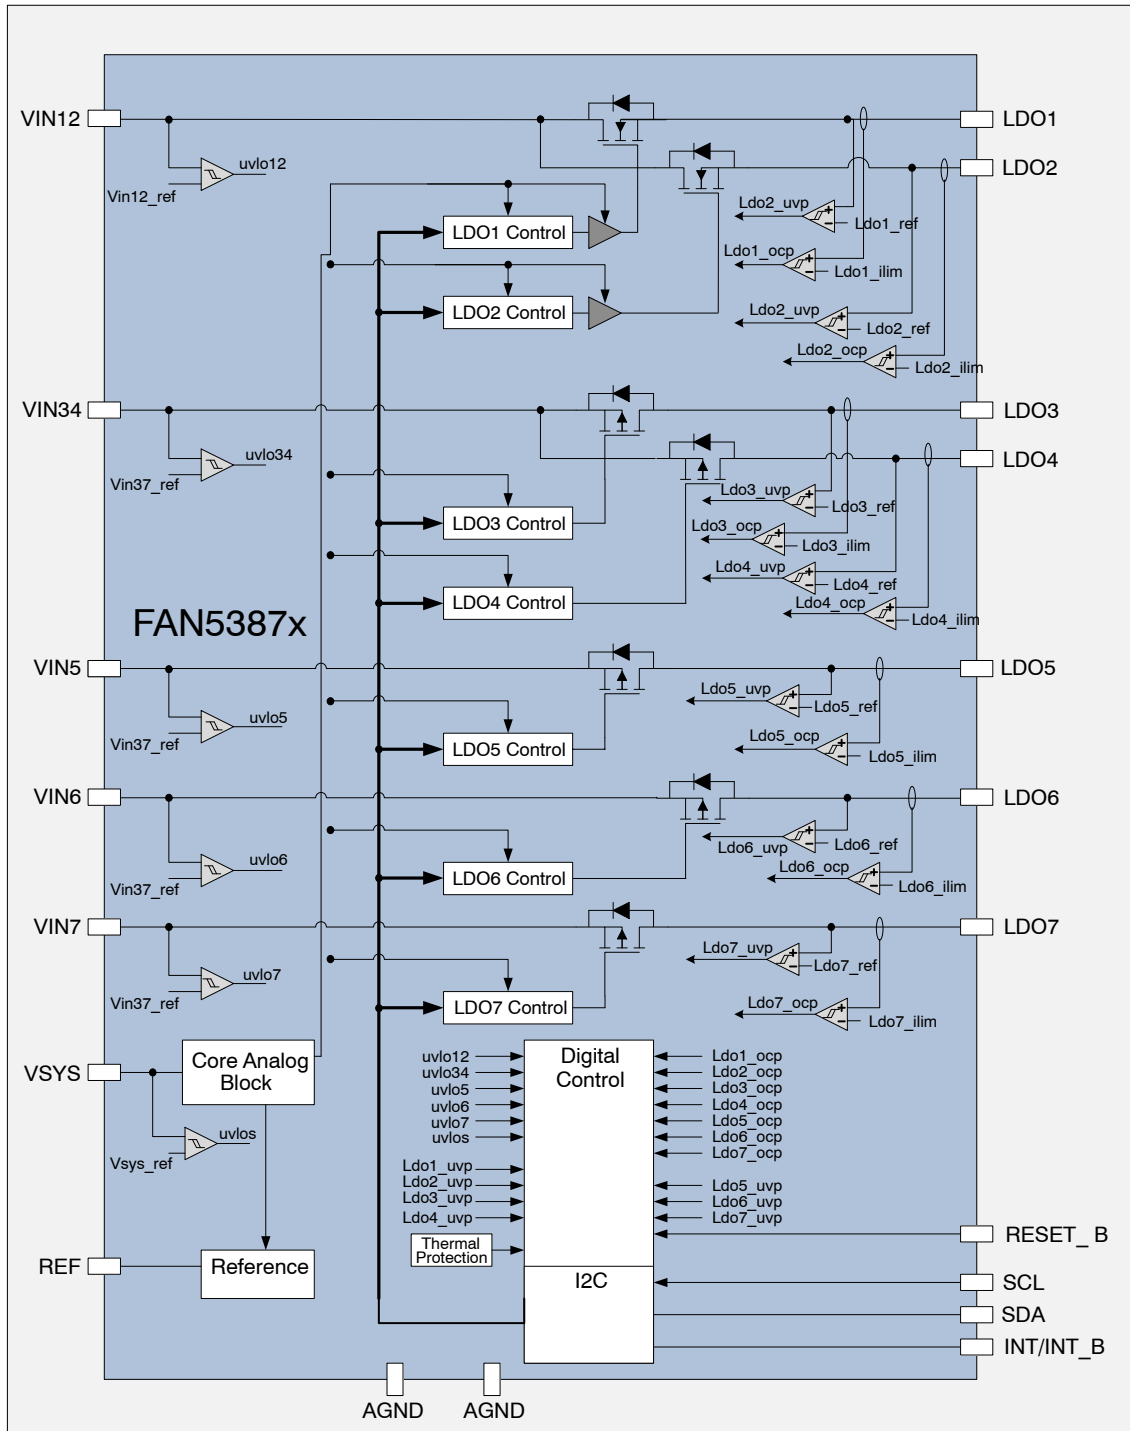 VIN12
LDO1
uvlo12
Vin12_ref
LDO2
Ldo2_uvp
Ldo1_ref
LDO1 Control
Ldo1_ocp
Ldo1_ilim
LDO2 Control
Ldo2_uvp
Ldo2_ref
Ldo2_ocp
Ldo2_ilim
VIN34
LDO3
uvlo34
Vin37_ref
LDO4
Ldo3_uvp
Ldo3_ref
LDO3 Control
Ldo3_ocp
Ldo3_ilim
Ldo4_uvp
Ldo4_ref
LDO4 Control
Ldo4_ocp
Ldo4_ilim
FAN5387x
VIN5
LDO5
uvlo5
Vin37_ref
Ldo5_uvp
Ldo5_ref
LDO5 Control
Ldo5_ocp
Ldo5_ilim
VIN6
LDO6
uvlo6
Vin37_ref
Ldo6_uvp
Ldo6_ref
LDO6 Control
Ldo6_ocp
Ldo6_ilim
VIN7
LDO7
uvlo7
Vin37_ref
Ldo7_uvp
Ldo7_ref
LDO7 Control
Ldo7_ocp
Ldo7_ilim
VSYS
Core Analog
Block
uvlos
Vsys_ref
uvlo12
uvlo34
uvlo5
uvlo6
uvlo7
uvlos
Ldo1_uvp
Ldo2_uvp
Ldo3_uvp
Ldo4_uvp
Thermal
Protection
Digital
Control
Ldo1_ocp
Ldo2_ocp
Ldo3_ocp
Ldo4_ocp
Ldo5_ocp
Ldo6_ocp
Ldo7_ocp
Ldo5_uvp
Ldo6_uvp
Ldo7_uvp
RESET_ B
REF
Reference
I2C
SCL
SDA
INT/INT_B
AGND
AGND